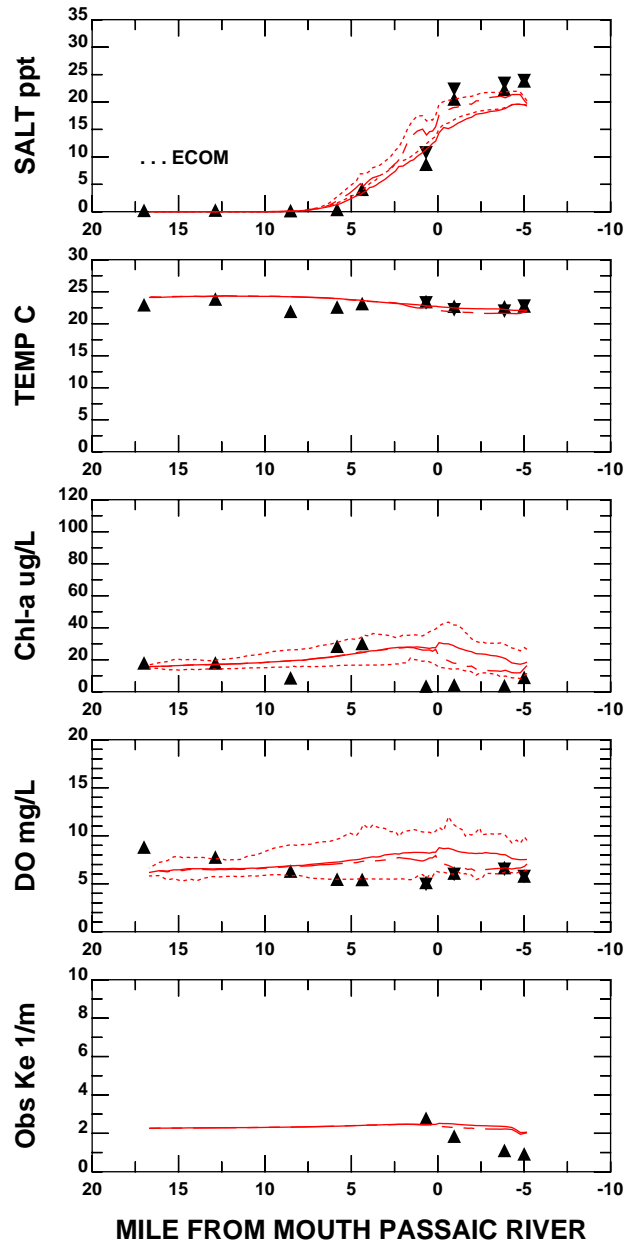 SALT ppt
35
30
25
20
15
10
5
0
. . . ECOM
20 15 10 5 0 -5 -10
TEMP C
30
25
20
15
10
5
0
20 15 10 5 0 -5 -10
Chl-a ug/L
120
100
80
60
40
20
0
20 15 10 5 0 -5 -10
DO mg/L
20
15
10
5
0
20 15 10 5 0 -5 -10
Obs Ke 1/m
10
8
6
4
2
0
20 15 10 5 0 -5 -10
MILE FROM MOUTH PASSAIC RIVER